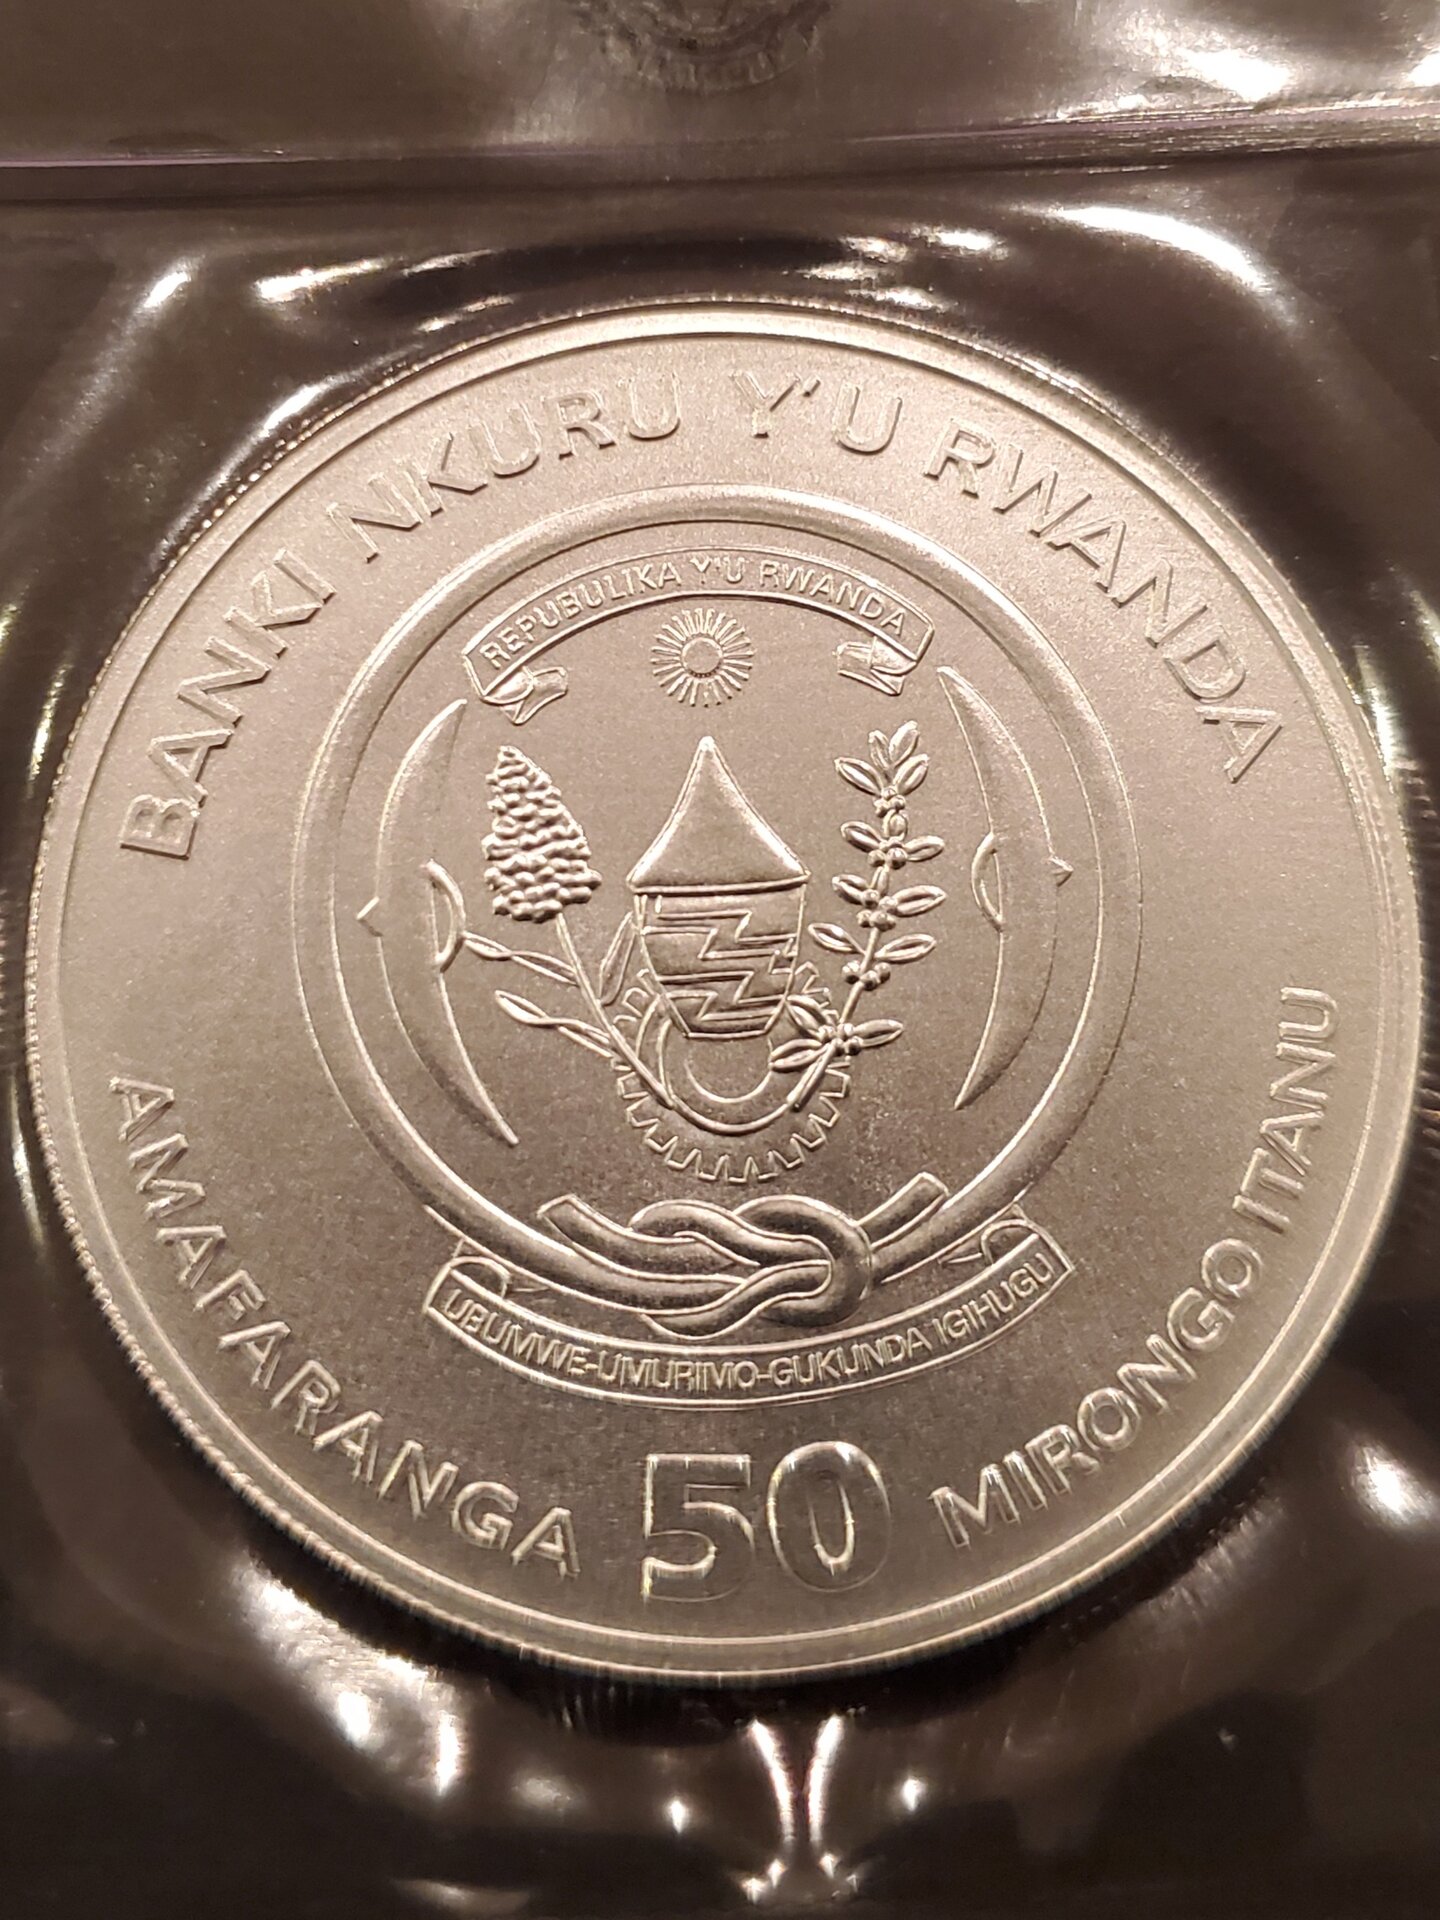 BANKI NKURU Y'U RWANDA
REPUBULIKA Y'U RWANDA
UBUMWE-UMURIMO-GUKUNDA IGIHUGU
AMAFARANGA 50 MIRONGO ITANU